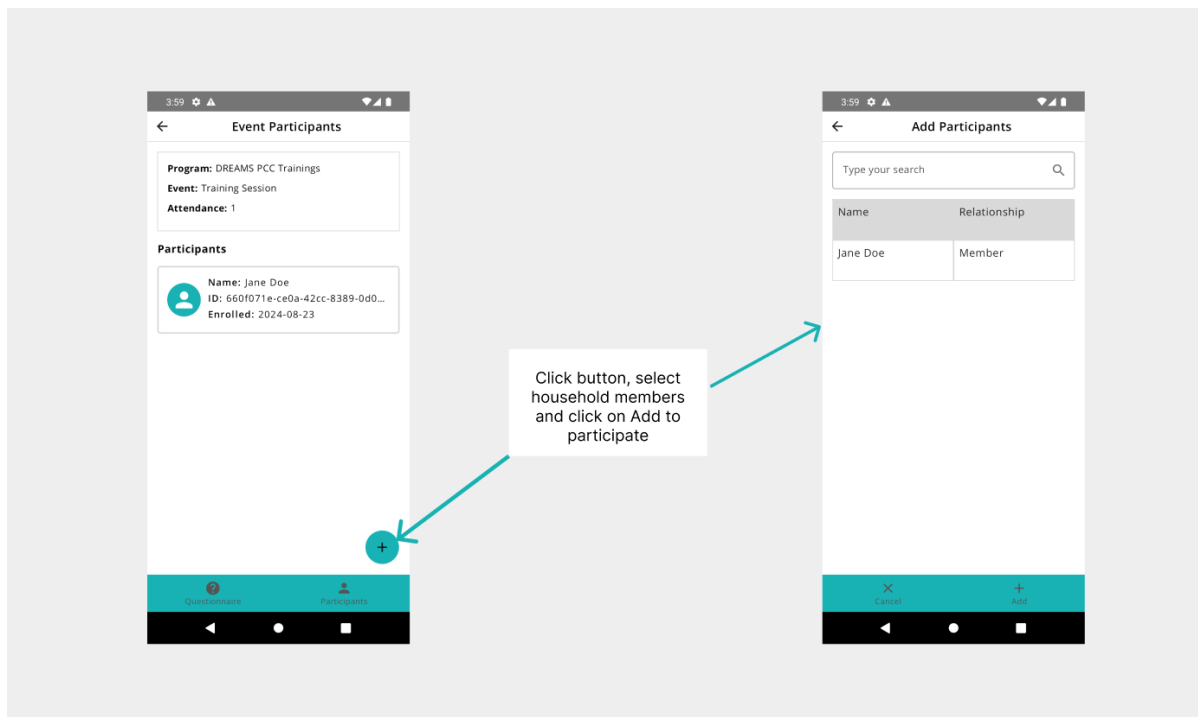 3:59
Event Participants
Program: DREAMS PCC Trainings
Event: Training Session
Attendance: 1
Participants
Name: Jane Doe
ID: 660f071e-ce0a-42cc-8389-0d0...
Enrolled: 2024-08-23
+
Questionnaire
Participants
Click button, select
household members
and click on Add to
participate
3:59
Add Participants
Type your search
Name Relationship
Jane Doe Member
Cancel
Add